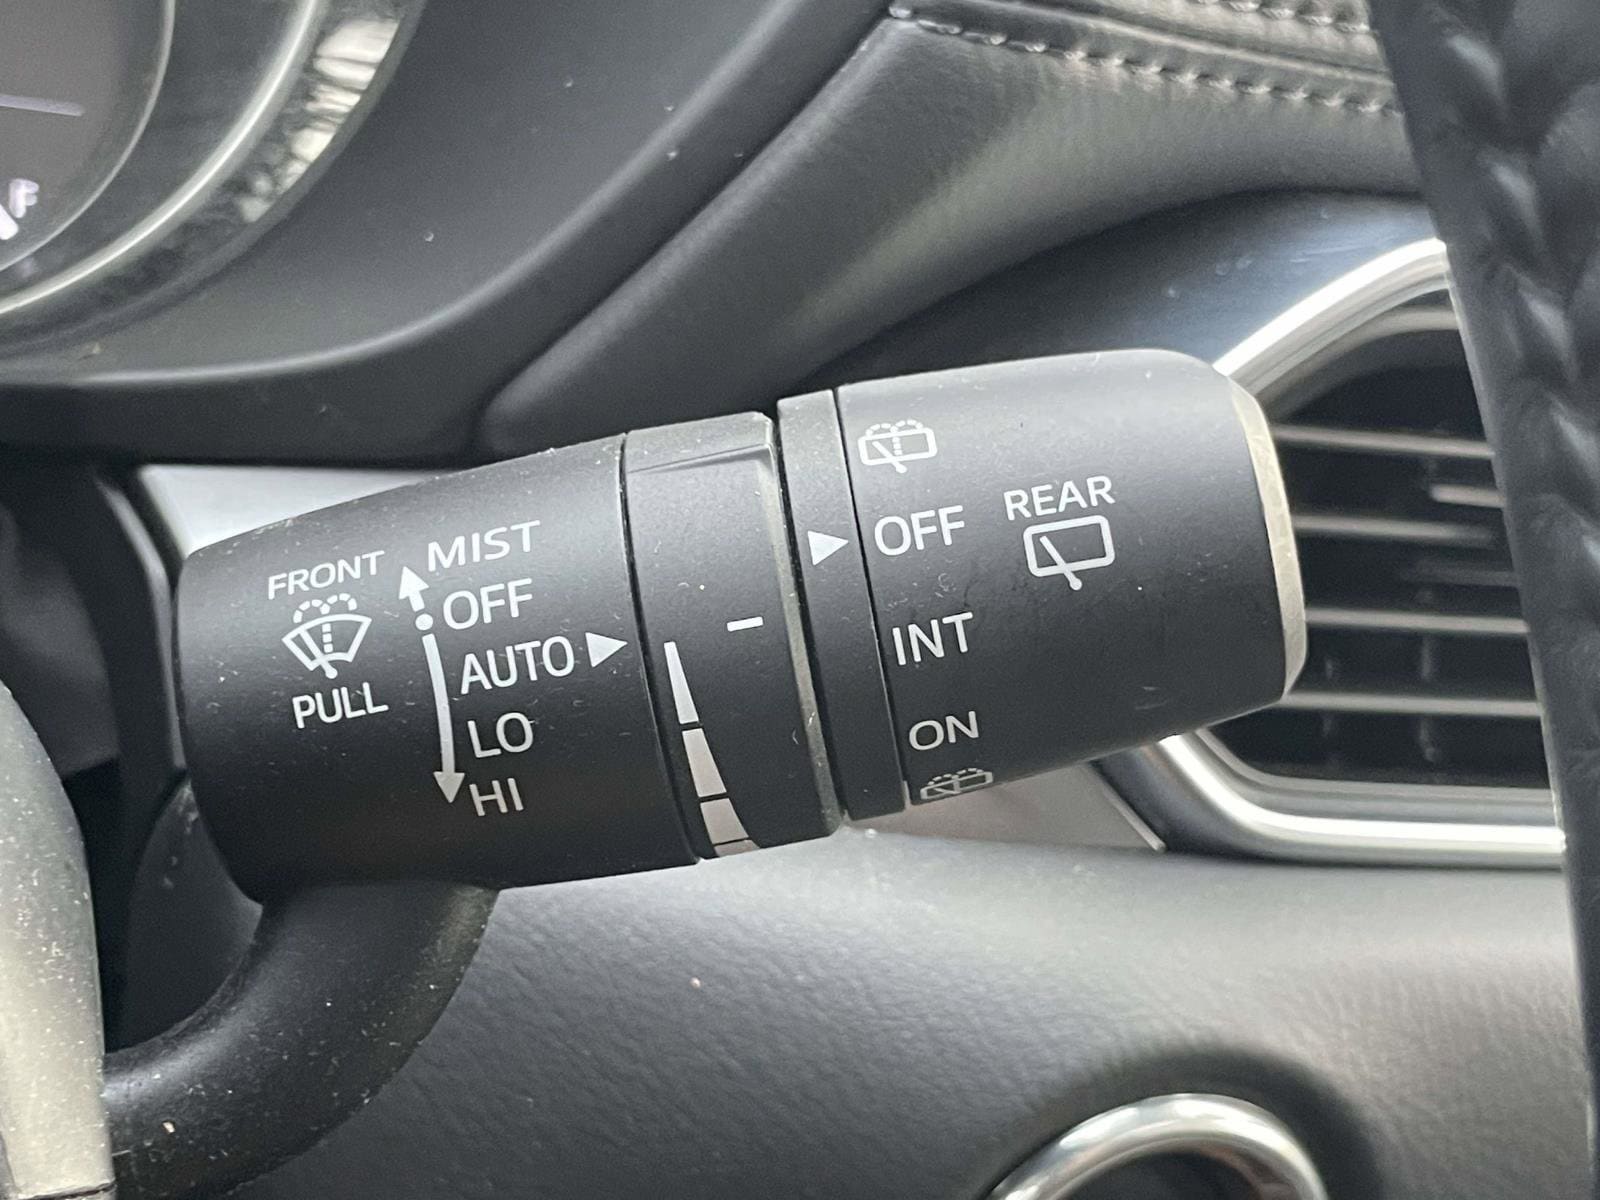 F
FRONT
PULL
MIST
OFF
AUTO
LO
HI
OFF
INT
ON
REAR